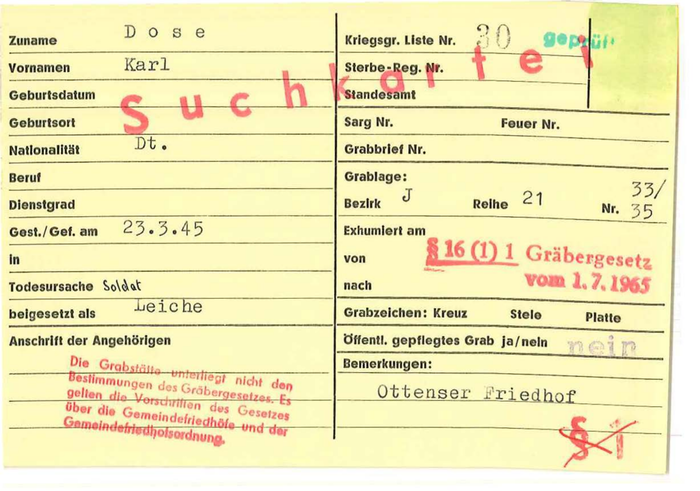 Suchkartei
Zuname Dose
Vornamen Karl
Geburtsdatum
Geburtsort
Nationalität Dt.
Beruf
Dienstgrad
Gest./Gef. am 23.3.45
in
Todesursache Soldat
beigesetzt als Leiche
Anschrift der Angehörigen
Die Grabstätte unterliegt nicht den
Bestimmungen des Gräbergesetzes. Es
gelten die Vorschriften des Gesetzes
über die Gemeindefriedhöfe und der
Gemeindefriedhofsordnung.
Kriegsgr. Liste Nr. 30 geprüft
Sterbe-Reg. Nr.
Standesamt
Sarg Nr. Feuer Nr.
Grabbrief Nr.
Grablage:
Bezirk J Reihe 21 Nr. 33/
35
Exhumiert am
§ 16 (1) 1 Gräbergesetz
von
vom 1.7.1965
nach
Grabzeichen: Kreuz Stele Platte
Öffentl. gepflegtes Grab ja/nein nein
Bemerkungen:
Ottenser Friedhof
§ 1